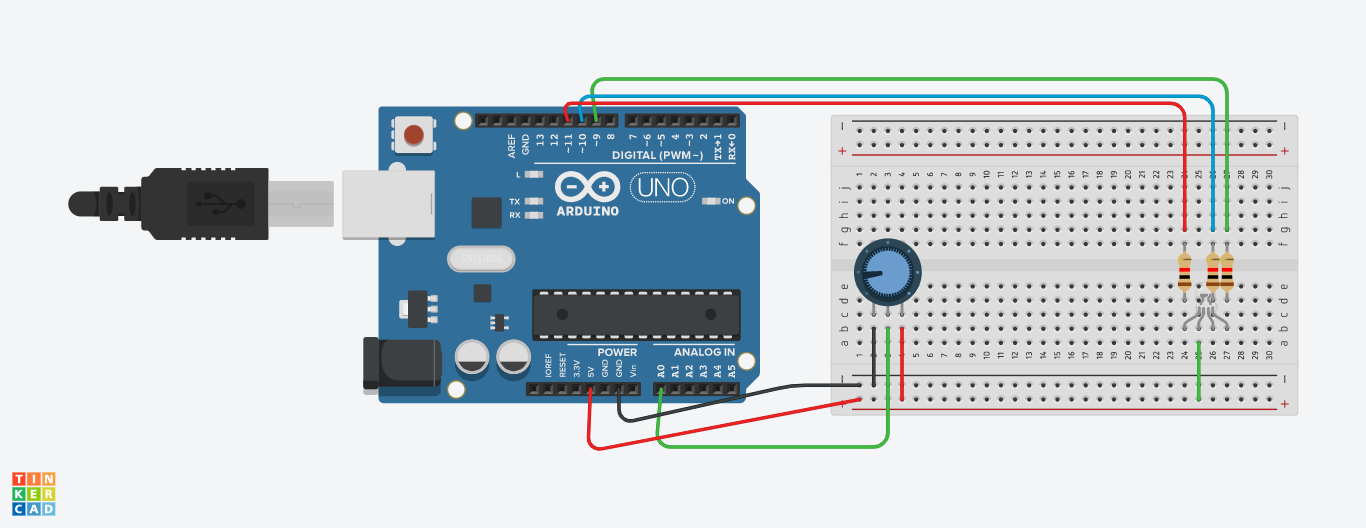 AREF
GND
13
12
~11
~10
~9
8
7
~6
~5
4
~3
2
TX→1
RX←0
DIGITAL (PWM~)
L
TX
RX
ARDUINO
UNO
ON
POWER
ANALOG IN
IOREF
RESET
3.3V
5V
GND
GND
Vin
A0
A1
A2
A3
A4
A5
− −
+ +
1 2 3 4 5 6 7 8 9 10 11 12 13 14 15 16 17 18 19 20 21 22 23 24 25 26 27 28 29 30
j j
i i
h h
g g
f f
e e
d d
c c
b b
a a
1 2 3 4 5 6 7 8 9 10 11 12 13 14 15 16 17 18 19 20 21 22 23 24 25 26 27 28 29 30
− −
+ +
TIN
KER
CAD